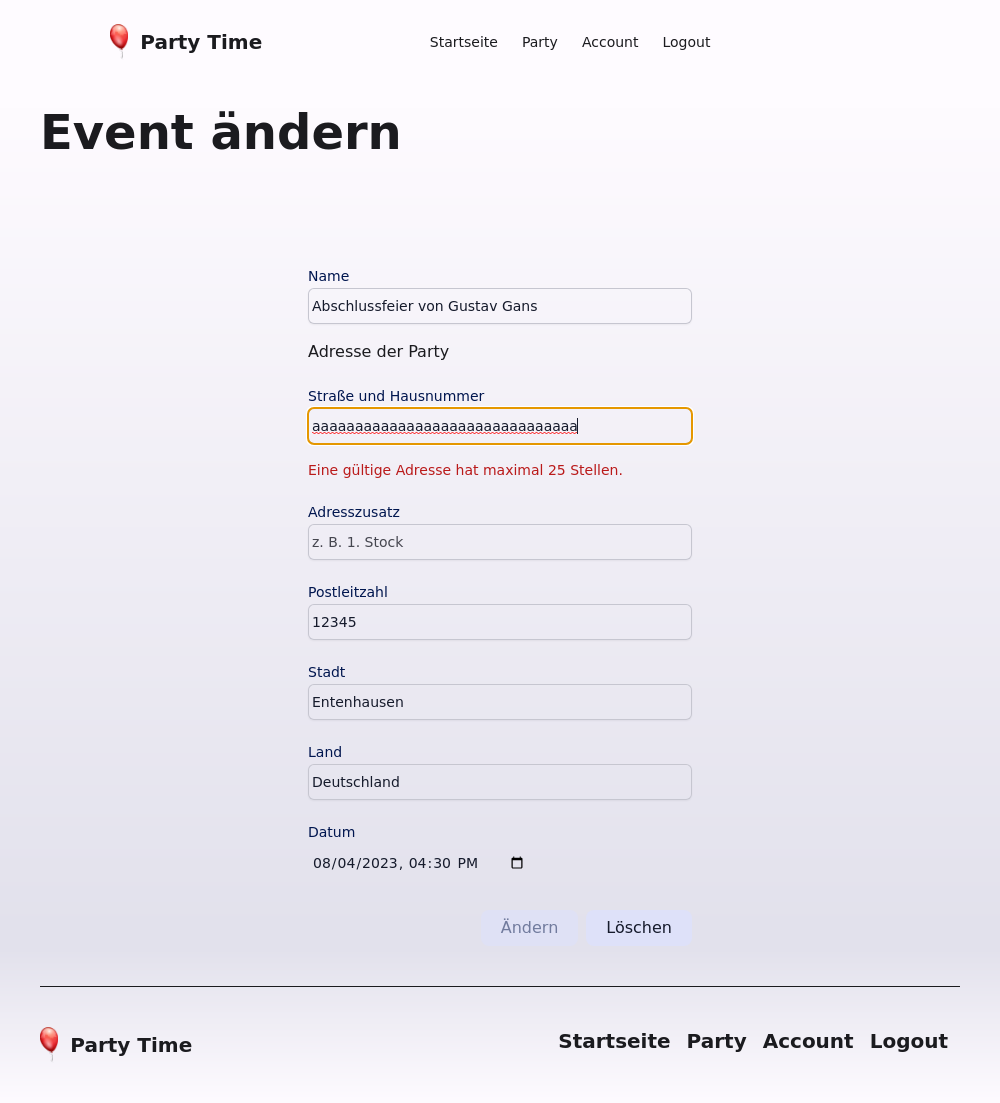 Party Time
Startseite Party Account Logout
Event ändern
Name
Abschlussfeier von Gustav Gans
Adresse der Party
Straße und Hausnummer
aaaaaaaaaaaaaaaaaaaaaaaaaaaaaaa
Eine gültige Adresse hat maximal 25 Stellen.
Adresszusatz
z. B. 1. Stock
Postleitzahl
12345
Stadt
Entenhausen
Land
Deutschland
Datum
08/04/2023, 04:30 PM
Ändern Löschen
Party Time
Startseite Party Account Logout